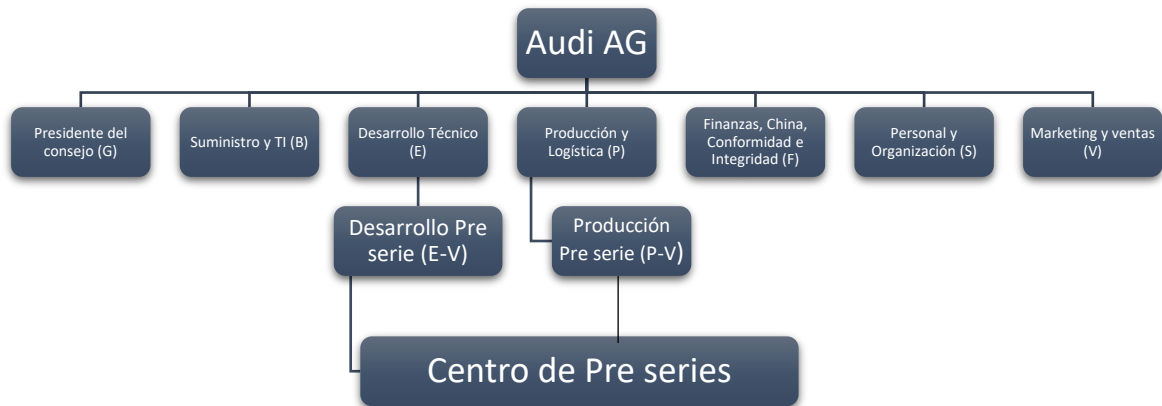 Audi AG
Presidente del
consejo (G)
Suministro y TI (B)
Desarrollo Técnico
(E)
Producción y
Logística (P)
Finanzas, China,
Conformidad e
Integridad (F)
Personal y
Organización (S)
Marketing y ventas
(V)
Desarrollo Pre
serie (E-V)
Producción
Pre serie (P-V)
Centro de Pre series